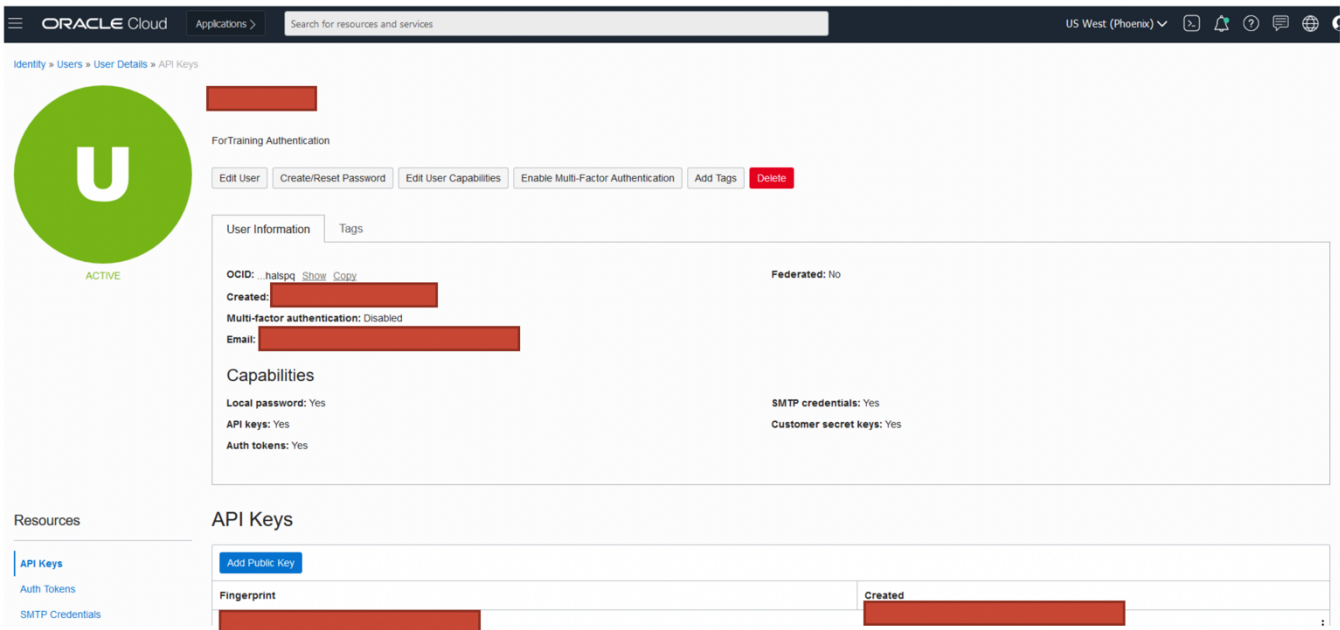 ORACLE Cloud Applications > Search for resources and services US West (Phoenix)
Identity » Users » User Details » API Keys
U
ACTIVE
ForTraining Authentication
Edit User Create/Reset Password Edit User Capabilities Enable Multi-Factor Authentication Add Tags Delete
User Information Tags
OCID: ...halspq Show Copy Federated: No
Created:
Multi-factor authentication: Disabled
Email:
Capabilities
Local password: Yes SMTP credentials: Yes
API keys: Yes Customer secret keys: Yes
Auth tokens: Yes
Resources
API Keys
Auth Tokens
SMTP Credentials
API Keys
Add Public Key
Fingerprint Created